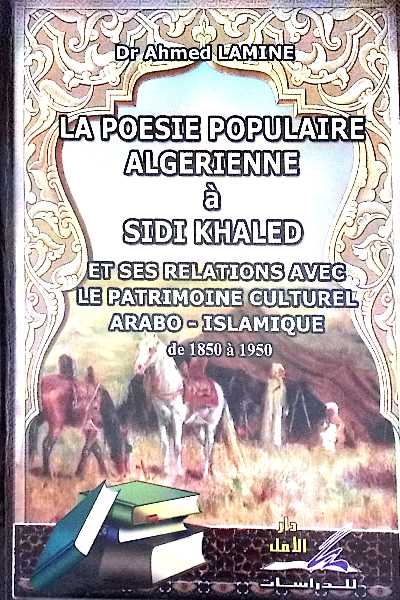 Dr Ahmed LAMINE
LA POESIE POPULAIRE
ALGERIENNE
à
SIDI KHALED
ET SES RELATIONS AVEC
LE PATRIMOINE CULTUREL
ARABO - ISLAMIQUE
de 1850 à 1950
دار
الأمل
للدراسات